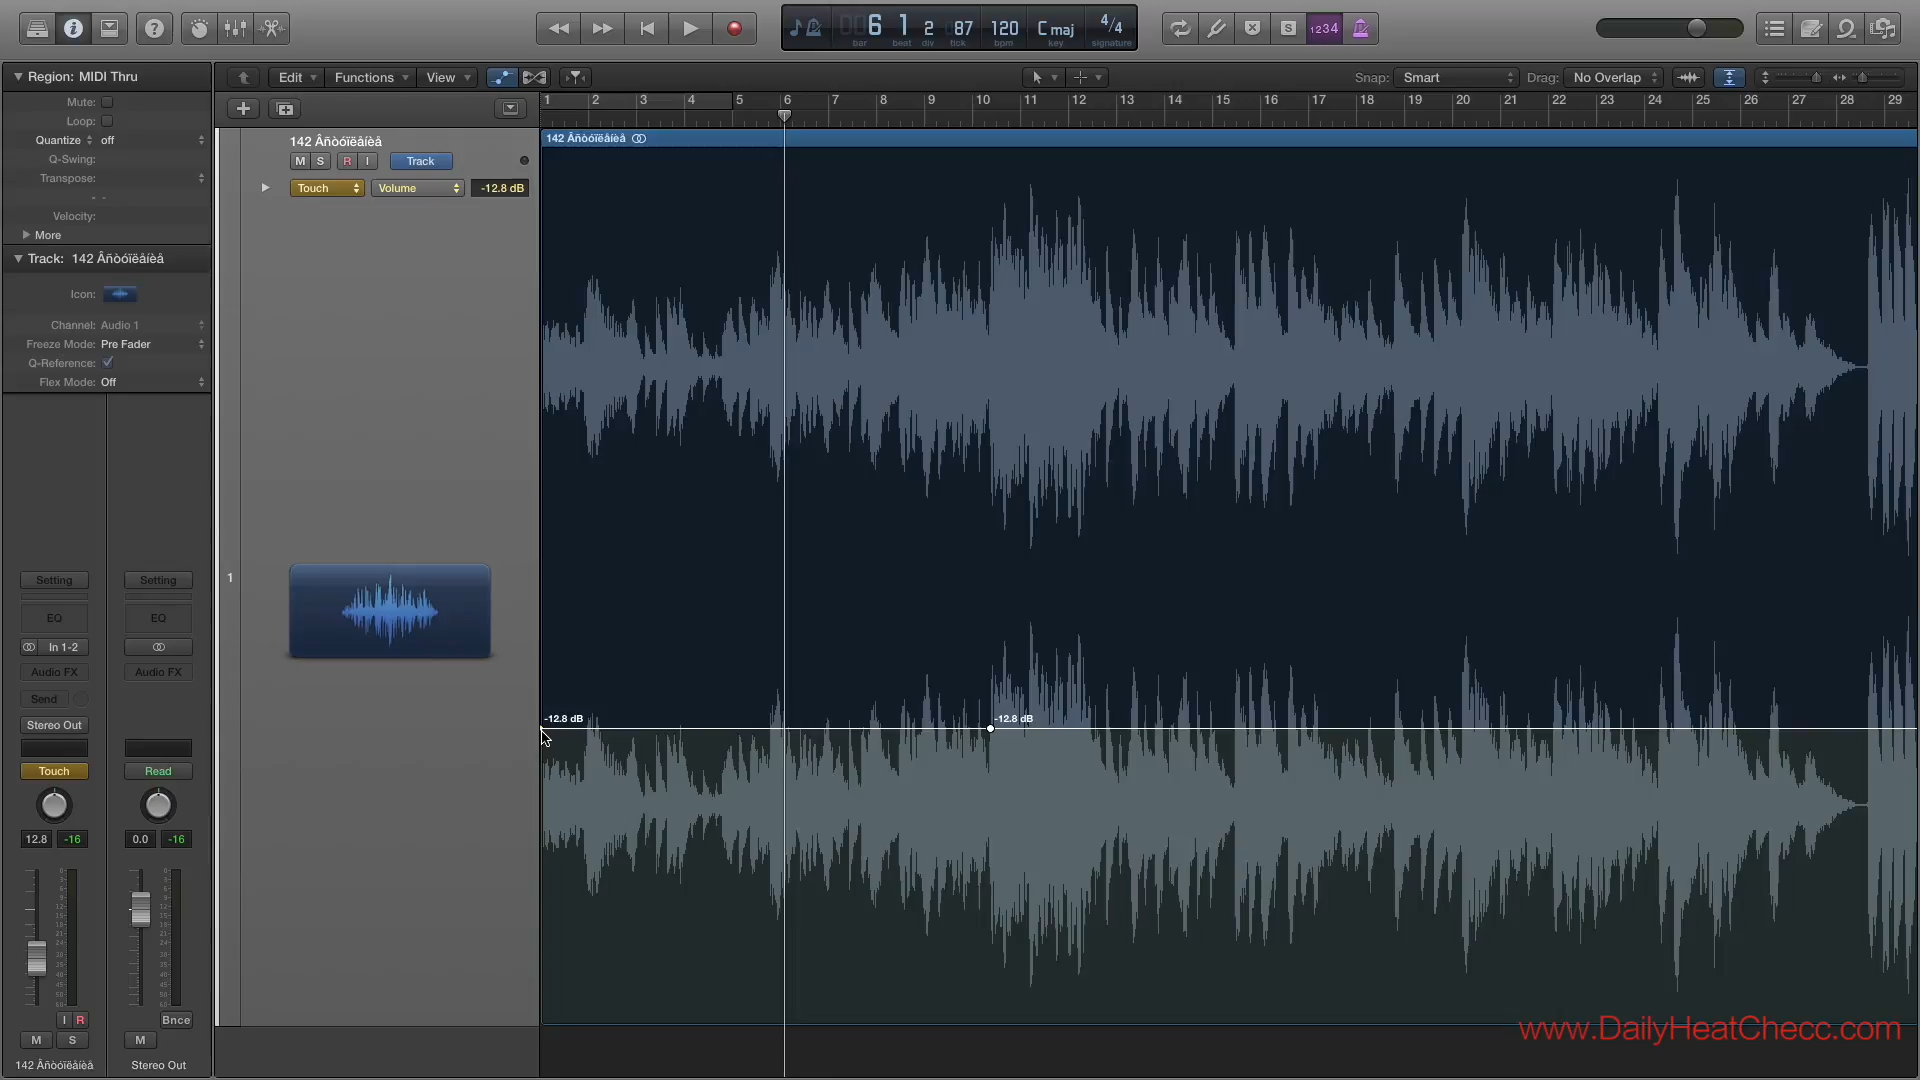 6 1 2 87 120 C maj 4/4
bar beat div tick bpm key signature
1234
Region: MIDI Thru
Edit Functions View
Snap: Smart Drag: No Overlap
Mute:
Loop:
Quantize off
Q-Swing:
Transpose:
Velocity:
More
Track: 142 Âñòóïëåíèå
Icon:
Channel: Audio 1
Freeze Mode: Pre Fader
Q-Reference:
Flex Mode: Off
1 2 3 4 5 6 7 8 9 10 11 12 13 14 15 16 17 18 19 20 21 22 23 24 25 26 27 28 29
142 Âñòóïëåíèå
M S R I Track
Touch Volume -12.8 dB
142 Âñòóïëåíèå
1
-12.8 dB
-12.8 dB
Setting Setting
EQ EQ
In 1-2
Audio FX Audio FX
Send
Stereo Out
Touch Read
12.8 -16 0.0 -16
I R Bnce
M S M
142 Âñòóïëåíèå Stereo Out
www.DailyHeatChecc.com